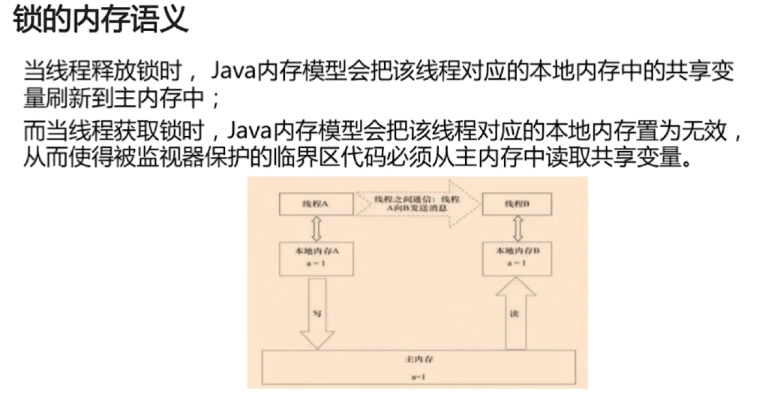 锁的内存语义
当线程释放锁时，Java内存模型会把该线程对应的本地内存中的共享变
量刷新到主内存中；
而当线程获取锁时，Java内存模型会把该线程对应的本地内存置为无效，
从而使得被监视器保护的临界区代码必须从主内存中读取共享变量。
线程A
线程之间通信：线程
A向B发送消息
线程B
本地内存A
a=1
本地内存B
a=1
写
读
主内存
a=1